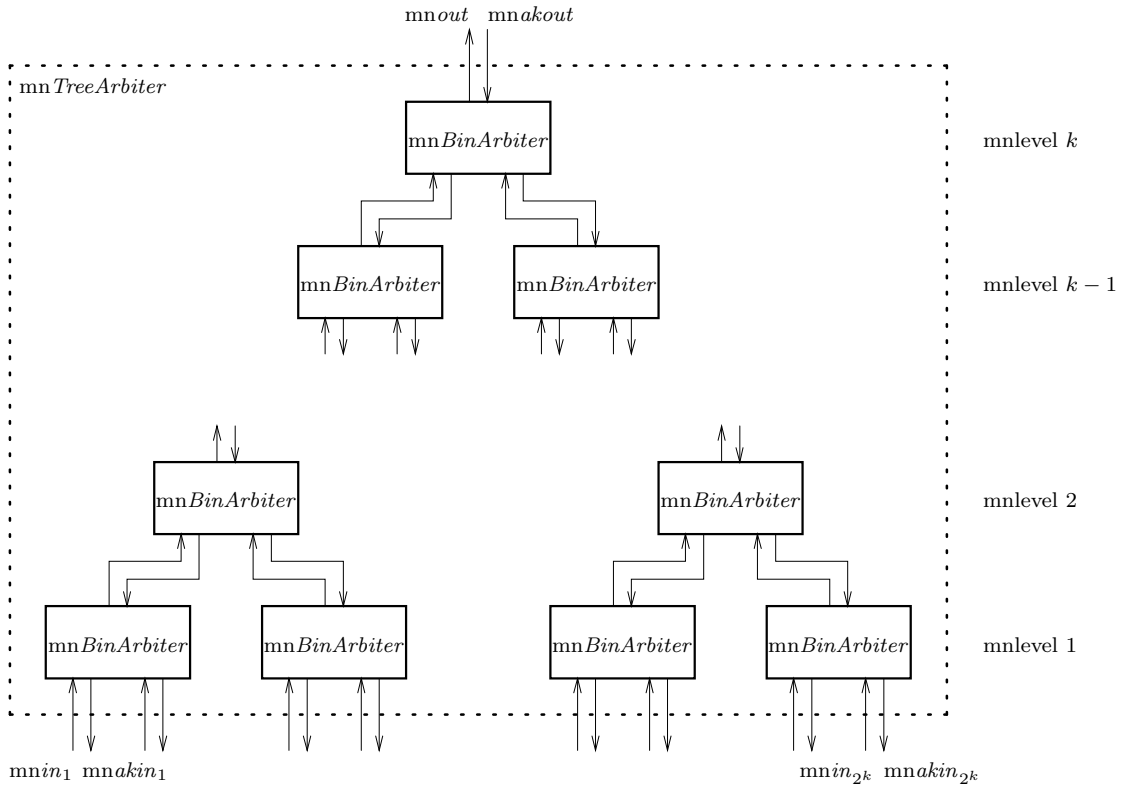 mnout mnakout
mnTreeArbiter
mnBinArbiter mnlevel k
mnBinArbiter mnBinArbiter mnlevel k − 1
mnBinArbiter mnBinArbiter mnlevel 2
mnBinArbiter mnBinArbiter mnBinArbiter mnBinArbiter mnlevel 1
mnin₁ mnakin₁ mnin₂ₖ mnakin₂ₖ